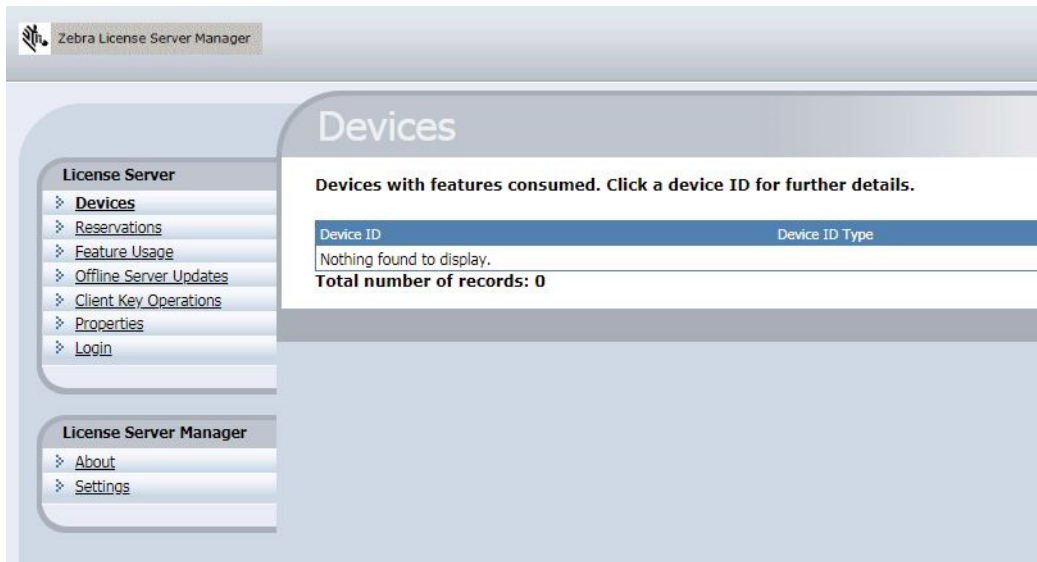 Zebra License Server Manager
Devices
License Server
Devices
Reservations
Feature Usage
Offline Server Updates
Client Key Operations
Properties
Login
License Server Manager
About
Settings
Devices with features consumed. Click a device ID for further details.
Device ID Device ID Type
Nothing found to display.
Total number of records: 0